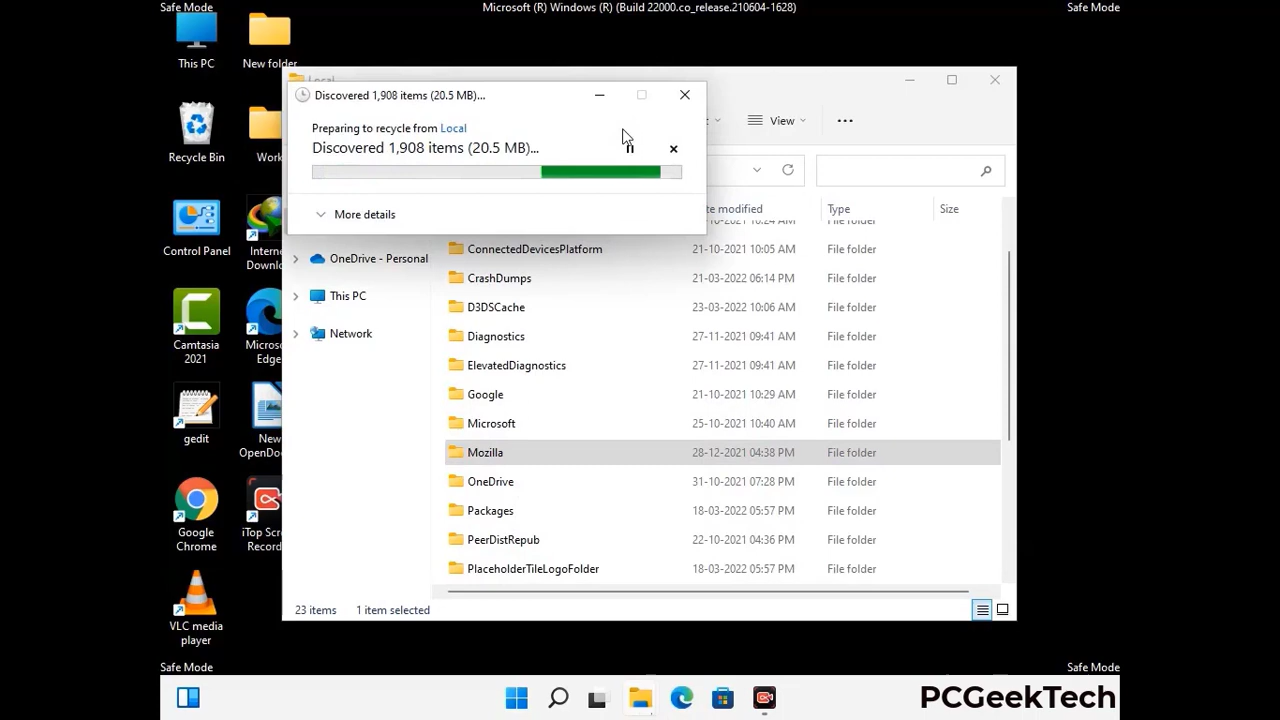 Safe Mode
Microsoft (R) Windows (R) (Build 22000.co_release.210604-1628)
Safe Mode
This PC
New folder
Local
Discovered 1,908 items (20.5 MB)...
Preparing to recycle from Local
Discovered 1,908 items (20.5 MB)...
More details
View
Recycle Bin
Work
te modified
Type
Size
File folder
Control Panel
Intern
Downlo
OneDrive - Personal
This PC
Network
ConnectedDevicesPlatform 21-10-2021 10:05 AM File folder
CrashDumps 21-03-2022 06:14 PM File folder
D3DSCache 23-03-2022 10:06 AM File folder
Diagnostics 27-11-2021 09:41 AM File folder
ElevatedDiagnostics 27-11-2021 09:41 AM File folder
Google 21-10-2021 10:29 AM File folder
Microsoft 25-10-2021 10:40 AM File folder
Mozilla 28-12-2021 04:38 PM File folder
OneDrive 31-10-2021 07:28 PM File folder
Packages 18-03-2022 05:57 PM File folder
PeerDistRepub 22-10-2021 04:36 PM File folder
PlaceholderTileLogoFolder 18-03-2022 05:57 PM File folder
Camtasia
2021
Micros
Edge
gedit
New
OpenDoc
Google
Chrome
iTop Scr
Record
VLC media
player
23 items
1 item selected
Safe Mode
Safe Mode
PCGeekTech